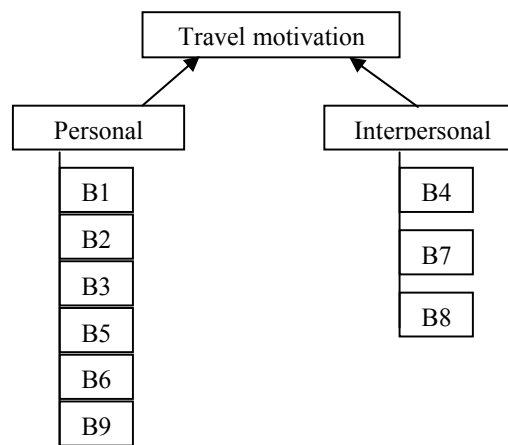 Travel motivation
Personal
Interpersonal
B1
B2
B3
B5
B6
B9
B4
B7
B8